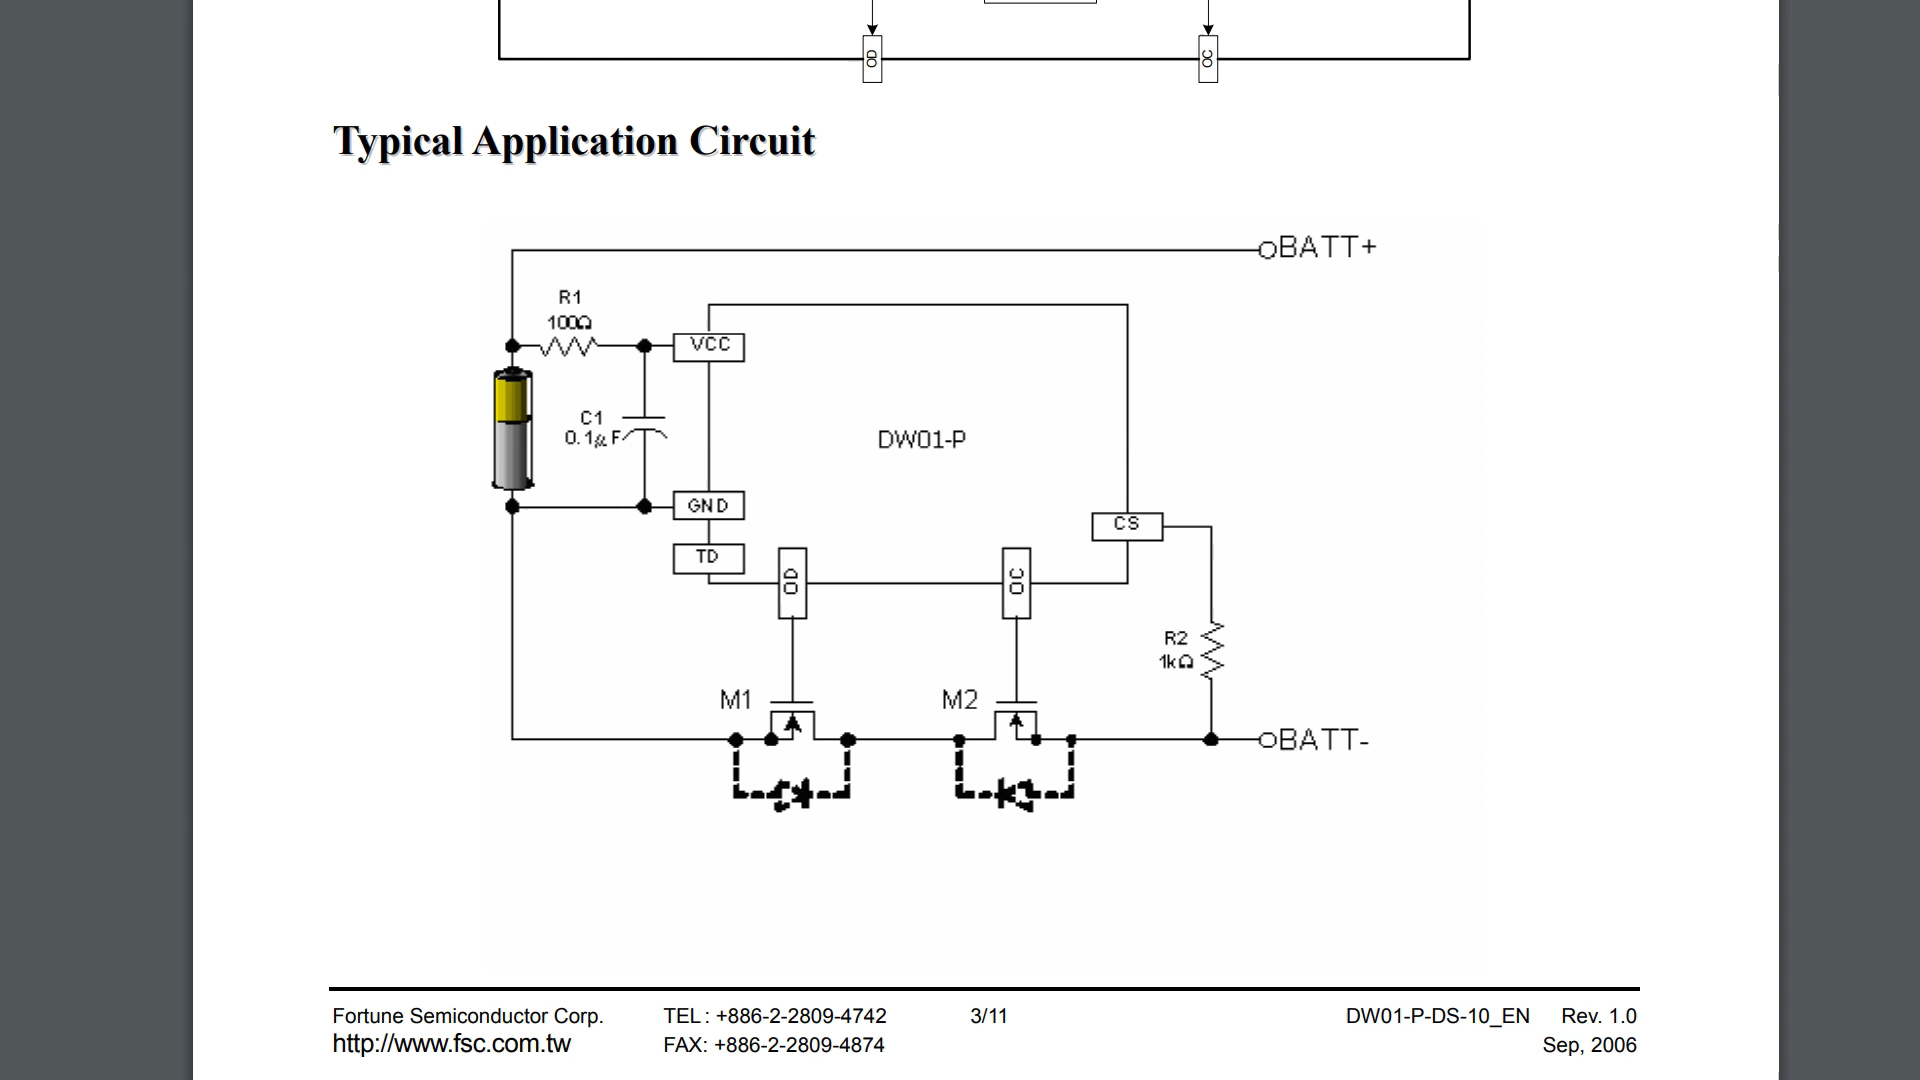 OD
OC
Typical Application Circuit
BATT+
R1
100Ω
VCC
C1
0.1μF
DW01-P
GND
CS
TD
OD
OC
R2
1kΩ
M1
M2
BATT-
Fortune Semiconductor Corp. TEL : +886-2-2809-4742 3/11 DW01-P-DS-10_EN Rev. 1.0
http://www.fsc.com.tw FAX: +886-2-2809-4874 Sep, 2006